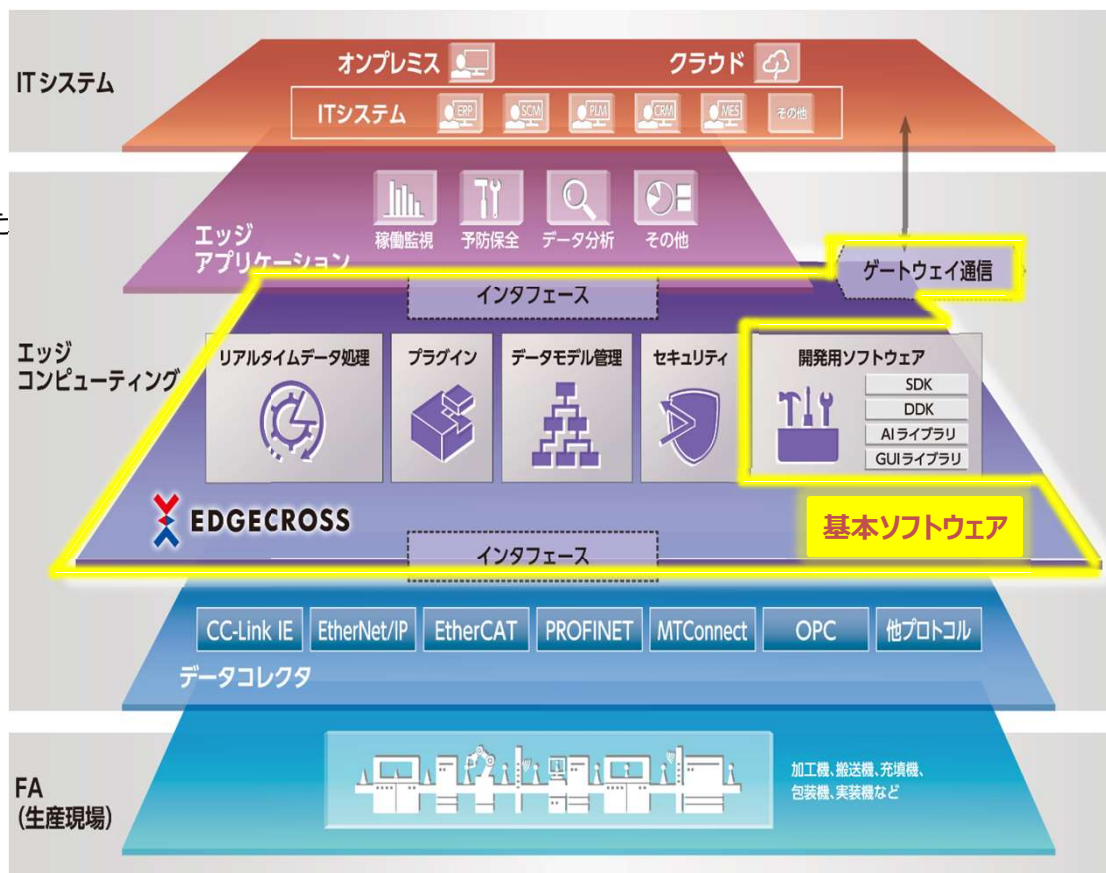 ITシステム
オンプレミス
クラウド
ITシステム
ERP
SCM
PLM
CRM
MES
その他
エッジ
コンピューティング
エッジ
アプリケーション
稼働監視
予防保全
データ分析
その他
ゲートウェイ通信
インタフェース
リアルタイムデータ処理
プラグイン
データモデル管理
セキュリティ
開発用ソフトウェア
SDK
DDK
AIライブラリ
GUIライブラリ
EDGECROSS
基本ソフトウェア
インタフェース
CC-Link IE
EtherNet/IP
EtherCAT
PROFINET
MTConnect
OPC
他プロトコル
データコレクタ
FA
(生産現場)
加工機、搬送機、充填機、
包装機、実装機など